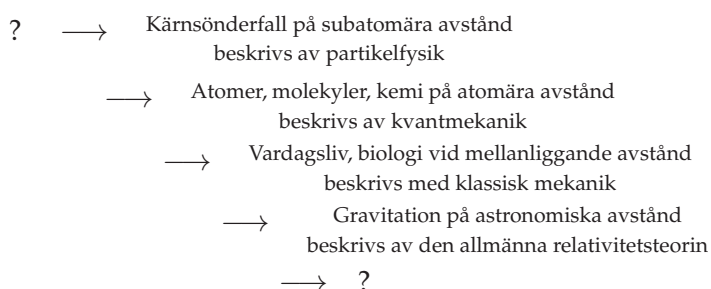 ? ⟶ Kärnsönderfall på subatomära avstånd
beskrivs av partikelfysik
⟶ Atomer, molekyler, kemi på atomära avstånd
beskrivs av kvantmekanik
⟶ Vardagsliv, biologi vid mellanliggande avstånd
beskrivs med klassisk mekanik
⟶ Gravitation på astronomiska avstånd
beskrivs av den allmänna relativitetsteorin
⟶ ?